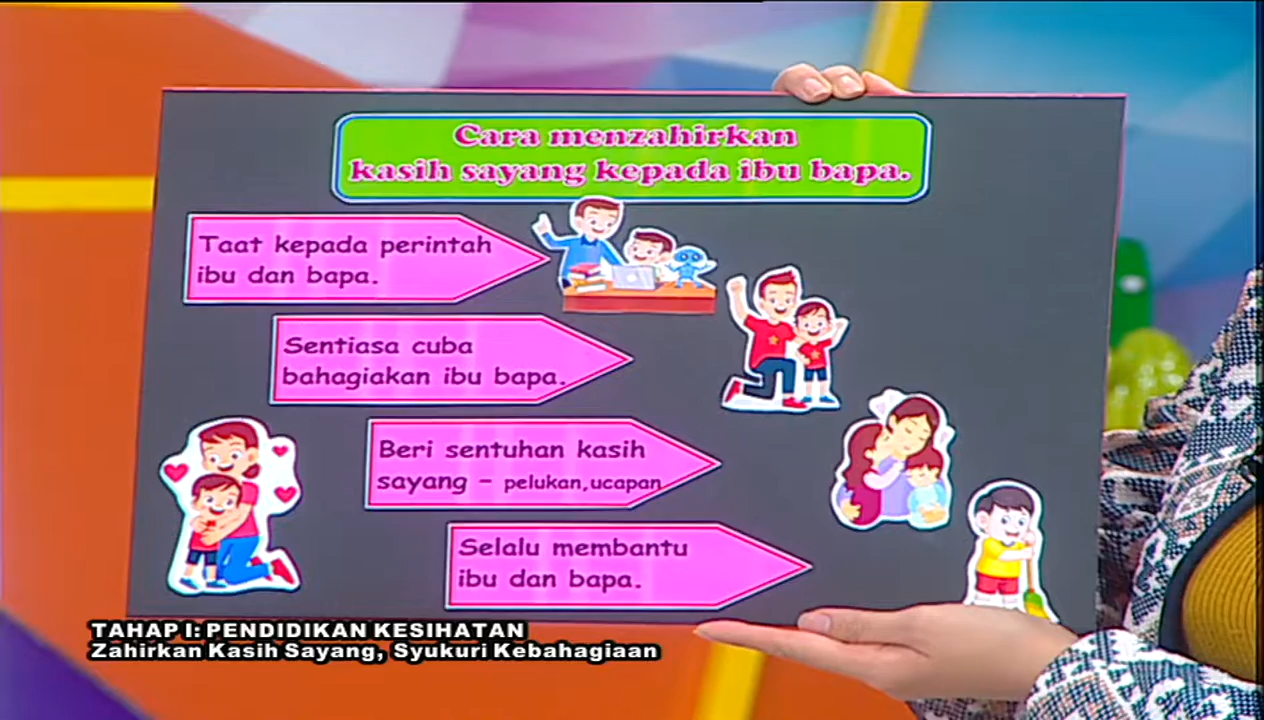 Cara menzahirkan
kasih sayang kepada ibu bapa.
Taat kepada perintah
ibu dan bapa.
Sentiasa cuba
bahagiakan ibu bapa.
Beri sentuhan kasih
sayang – pelukan,ucapan
Selalu membantu
ibu dan bapa.
TAHAP I: PENDIDIKAN KESIHATAN
Zahirkan Kasih Sayang, Syukuri Kebahagiaan